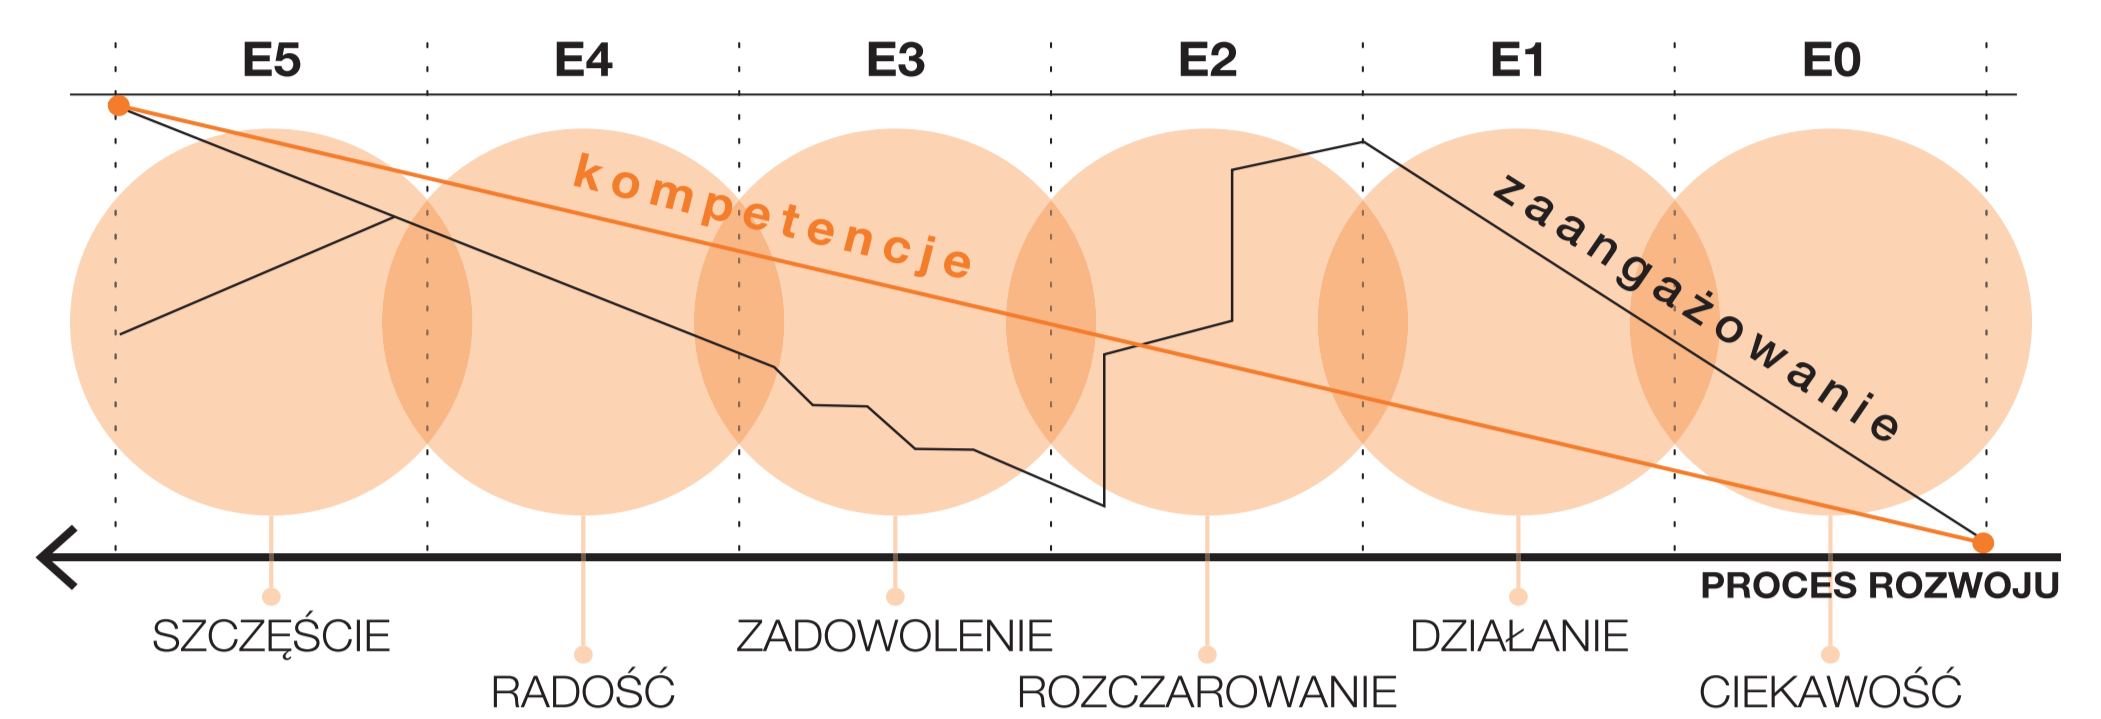 E5 E4 E3 E2 E1 E0
kompetencje
zaangażowanie
PROCES ROZWOJU
SZCZĘŚCIE ZADOWOLENIE DZIAŁANIE
RADOŚĆ ROZCZAROWANIE CIEKAWOŚĆ